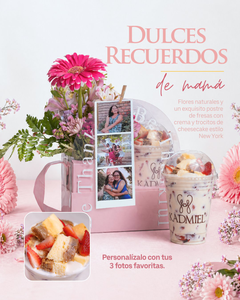 DULCES
RECUERDOS
de mamá
Flores naturales y
un exquisito postre
de fresas con
crema y trocitos de
cheesecake estilo
New York
KADMIEL
Personalízalo con tus
3 fotos favoritas.